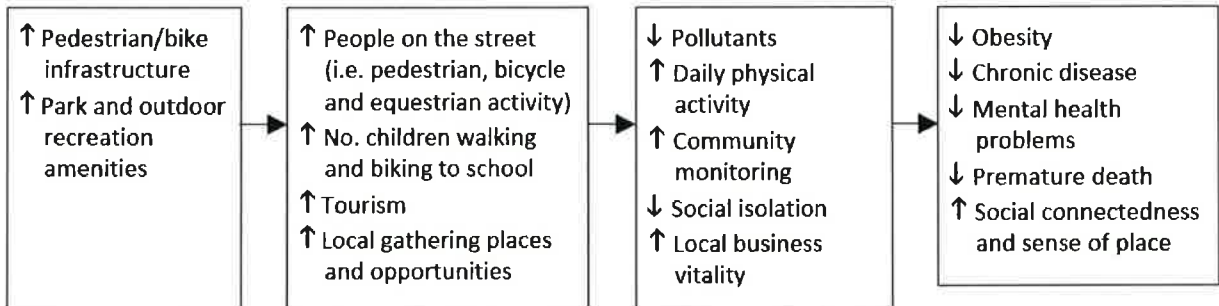 ↑ Pedestrian/bike
infrastructure
↑ Park and outdoor
recreation
amenities
↑ People on the street
(i.e. pedestrian, bicycle
and equestrian activity)
↑ No. children walking
and biking to school
↑ Tourism
↑ Local gathering places
and opportunities
↓ Pollutants
↑ Daily physical
activity
↑ Community
monitoring
↓ Social isolation
↑ Local business
vitality
↓ Obesity
↓ Chronic disease
↓ Mental health
problems
↓ Premature death
↑ Social connectedness
and sense of place